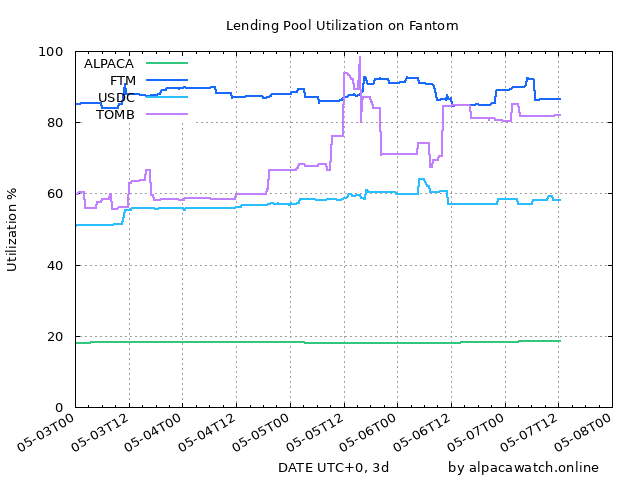 Lending Pool Utilization on Fantom
ALPACA
FTM
USDC
TOMB
Utilization %
100
80
60
40
20
0
05-03T00
05-03T12
05-04T00
05-04T12
05-05T00
05-05T12
05-06T00
05-06T12
05-07T00
05-07T12
05-08T00
DATE UTC+0, 3d
by alpacawatch.online